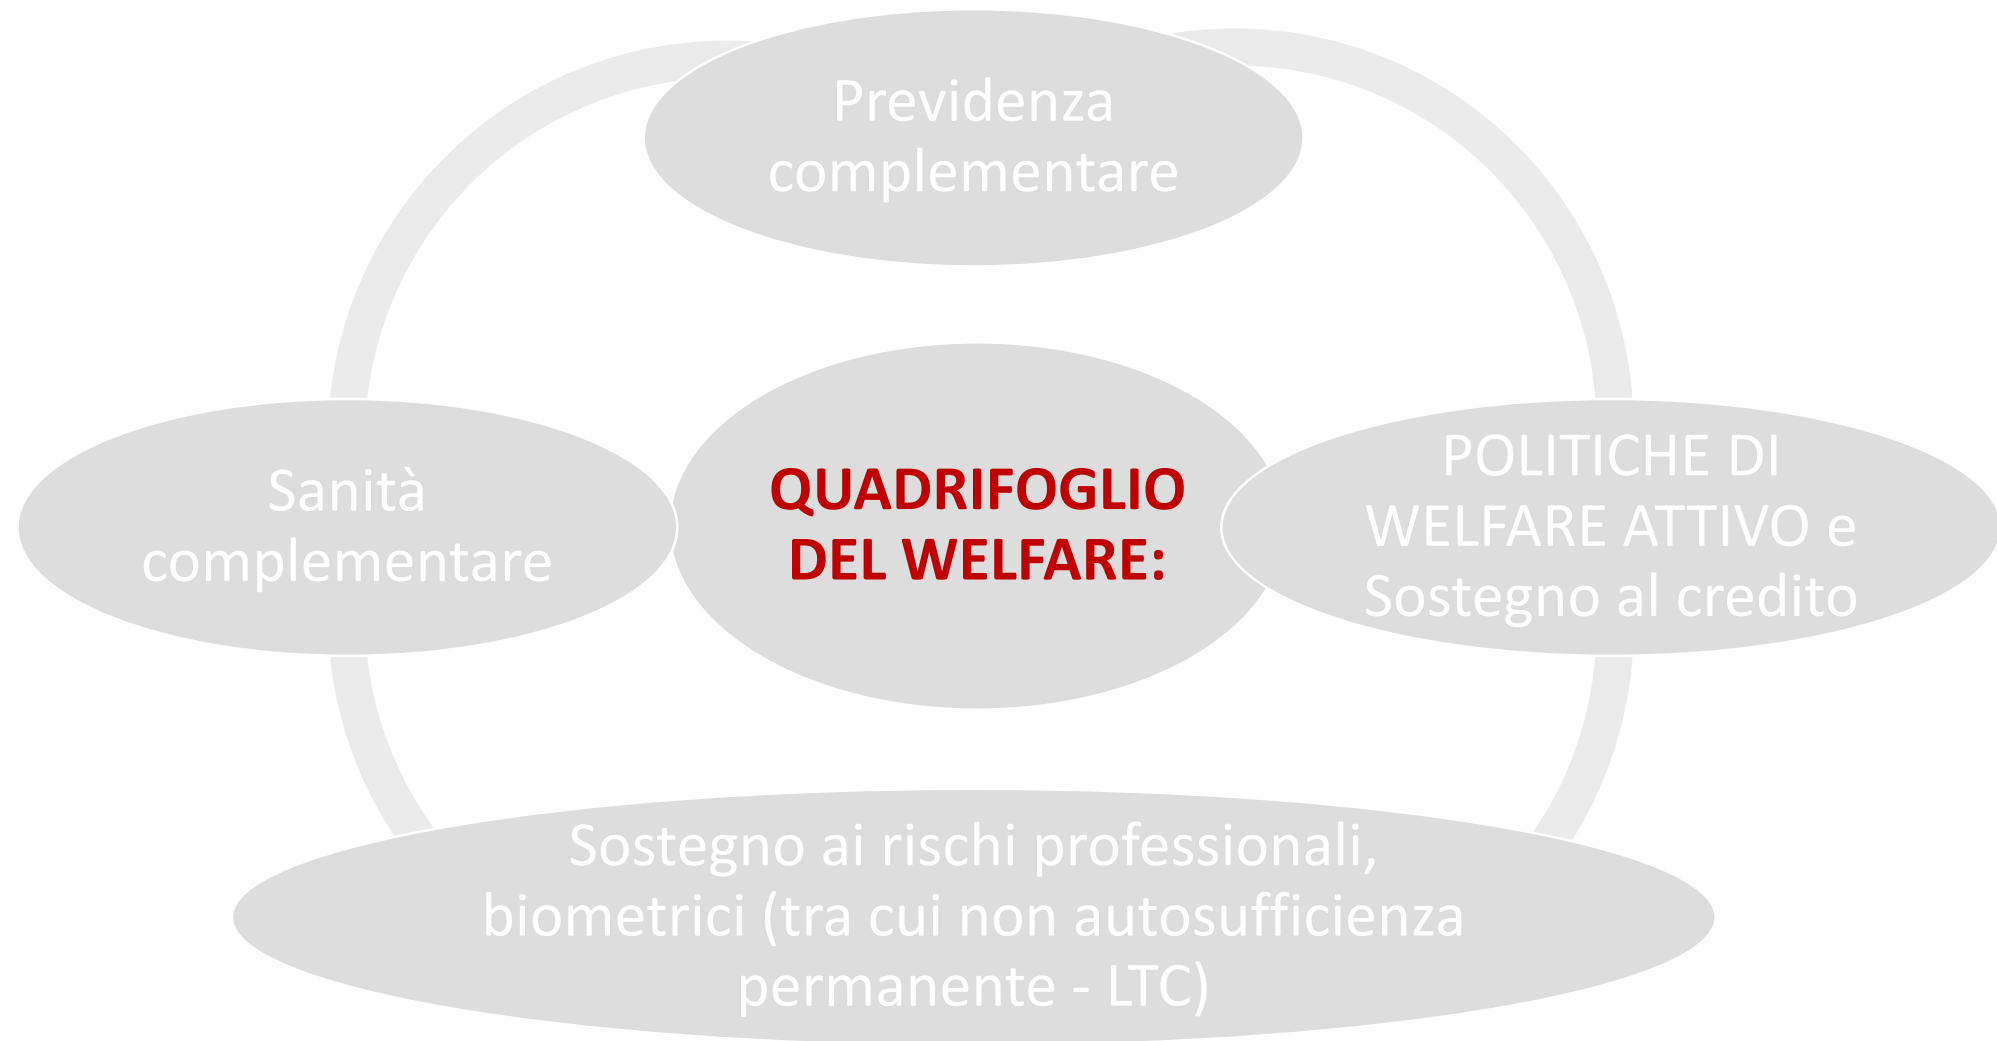 Previdenza
complementare
Sanità
complementare
QUADRIFOGLIO
DEL WELFARE:
POLITICHE DI
WELFARE ATTIVO e
Sostegno al credito
Sostegno ai rischi professionali,
biometrici (tra cui non autosufficienza
permanente - LTC)